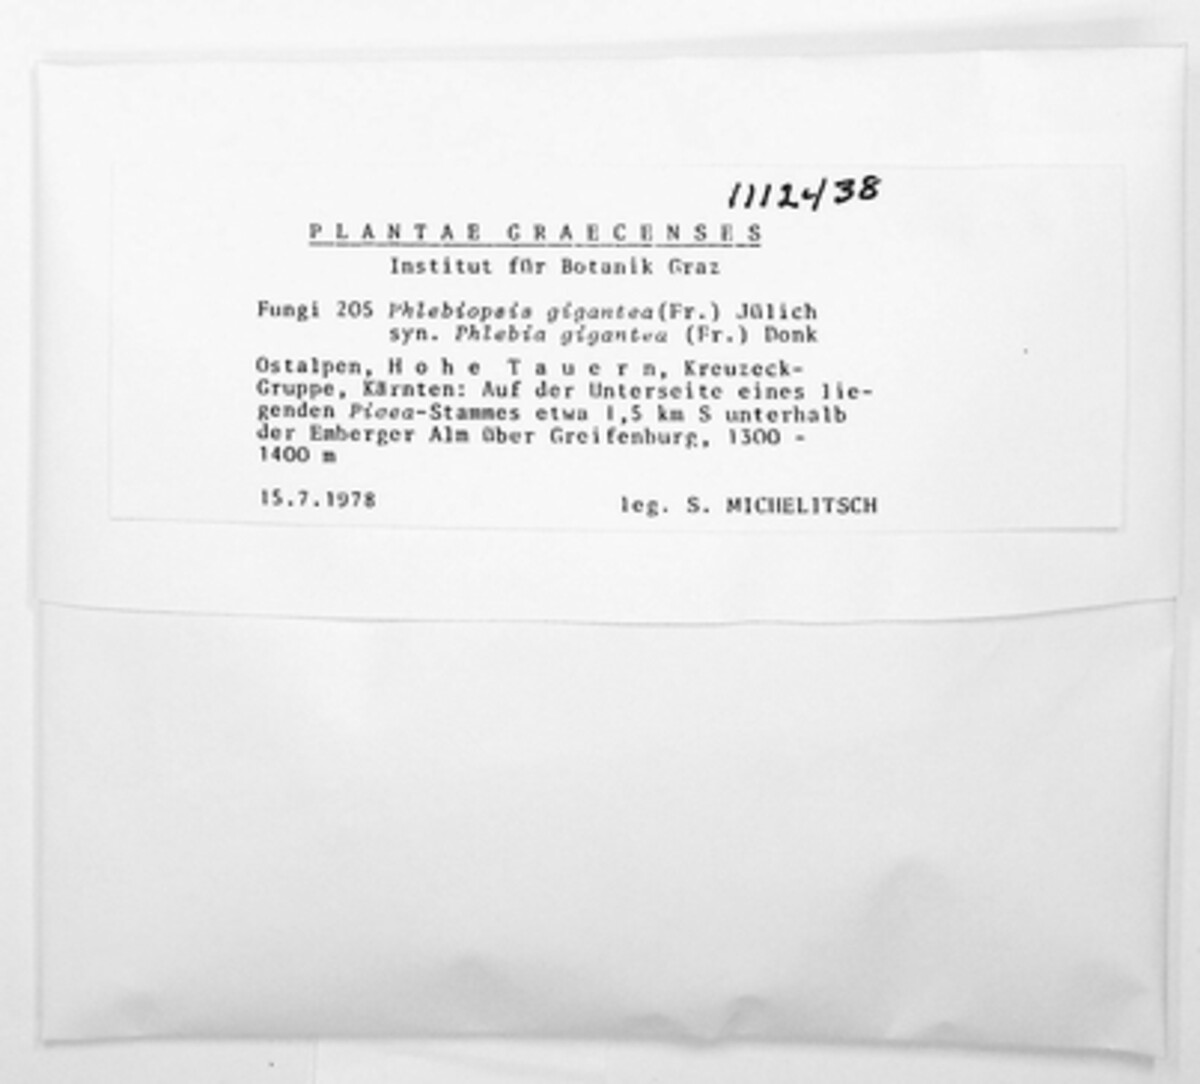 1112438
PLANTAE GRAECENSES
Institut für Botanik Graz
Fungi 205 Phlebiopsis gigantea (Fr.) Jülich
syn. Phlebia gigantea (Fr.) Donk
Ostalpen, Hohe Tauern, Kreuzeck-
Gruppe, Kärnten: Auf der Unterseite eines lie-
genden Picea-Stammes etwa 1,5 km S unterhalb
der Emberger Alm über Greifenburg, 1300 -
1400 m
15.7.1978 leg. S. MICHELITSCH